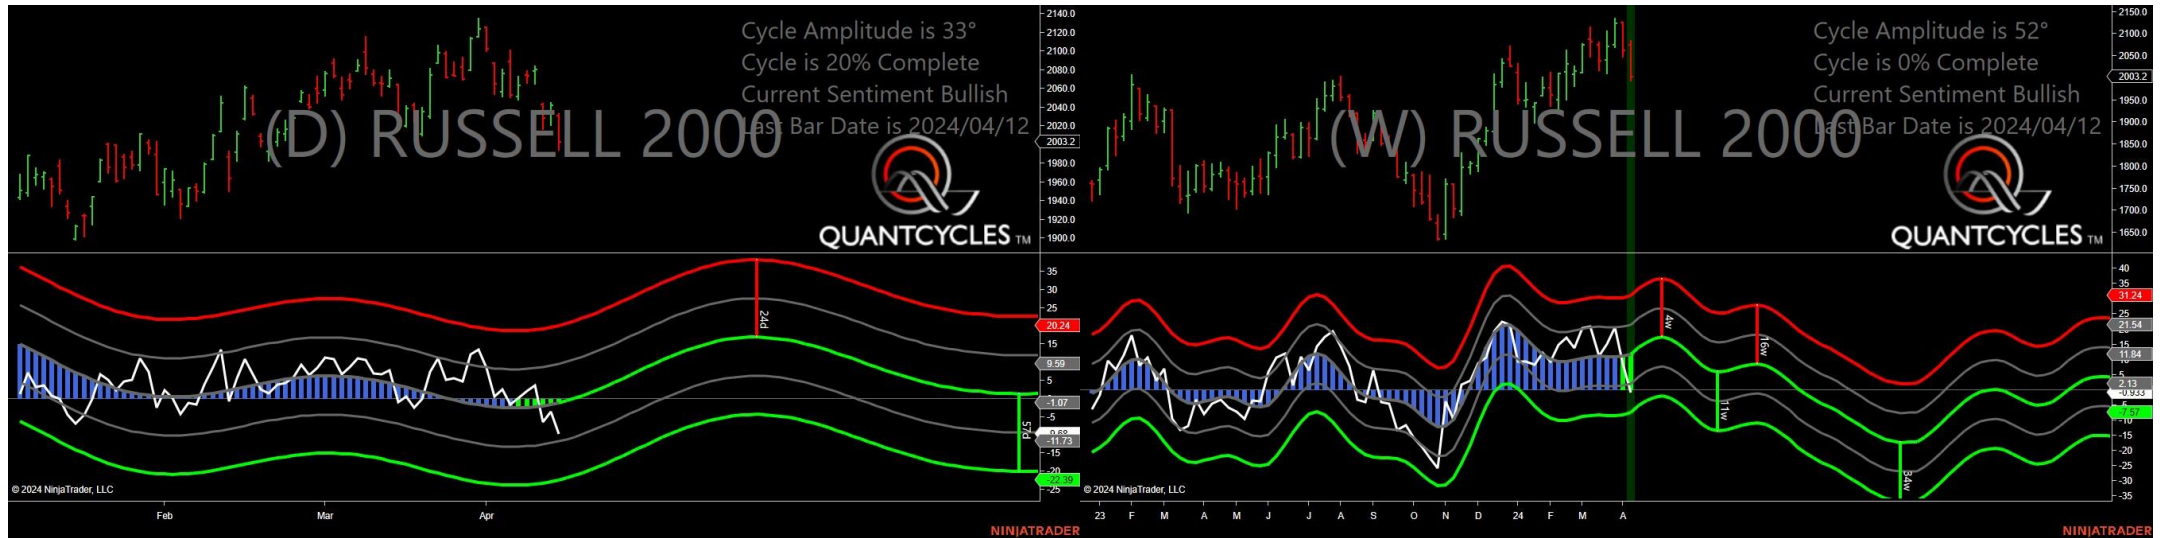 Cycle Amplitude is 33°
Cycle is 20% Complete
Current Sentiment Bullish
Last Bar Date is 2024/04/12
(D) RUSSELL 2000
QUANTCYCLES TM
2140.0
2120.0
2100.0
2080.0
2060.0
2040.0
2020.0
2003.2
1980.0
1960.0
1940.0
1920.0
1900.0
24d
57d
35
30
25
20.24
15
9.59
5
-1.07
-5
-11.73
-15
-20
-22.39
-25
© 2024 NinjaTrader, LLC
Feb Mar Apr
NINJATRADER
Cycle Amplitude is 52°
Cycle is 0% Complete
Current Sentiment Bullish
Last Bar Date is 2024/04/12
(W) RUSSELL 2000
QUANTCYCLES TM
2150.0
2100.0
2050.0
2003.2
1950.0
1900.0
1850.0
1800.0
1750.0
1700.0
1650.0
4w
16w
11w
34w
40
35
31.24
25
21.54
15
11.84
5
2.13
-0.933
-7.57
-10
-15
-20
-25
-30
-35
© 2024 NinjaTrader, LLC
23 F M A M J J A S O N D 24 F M A
NINJATRADER